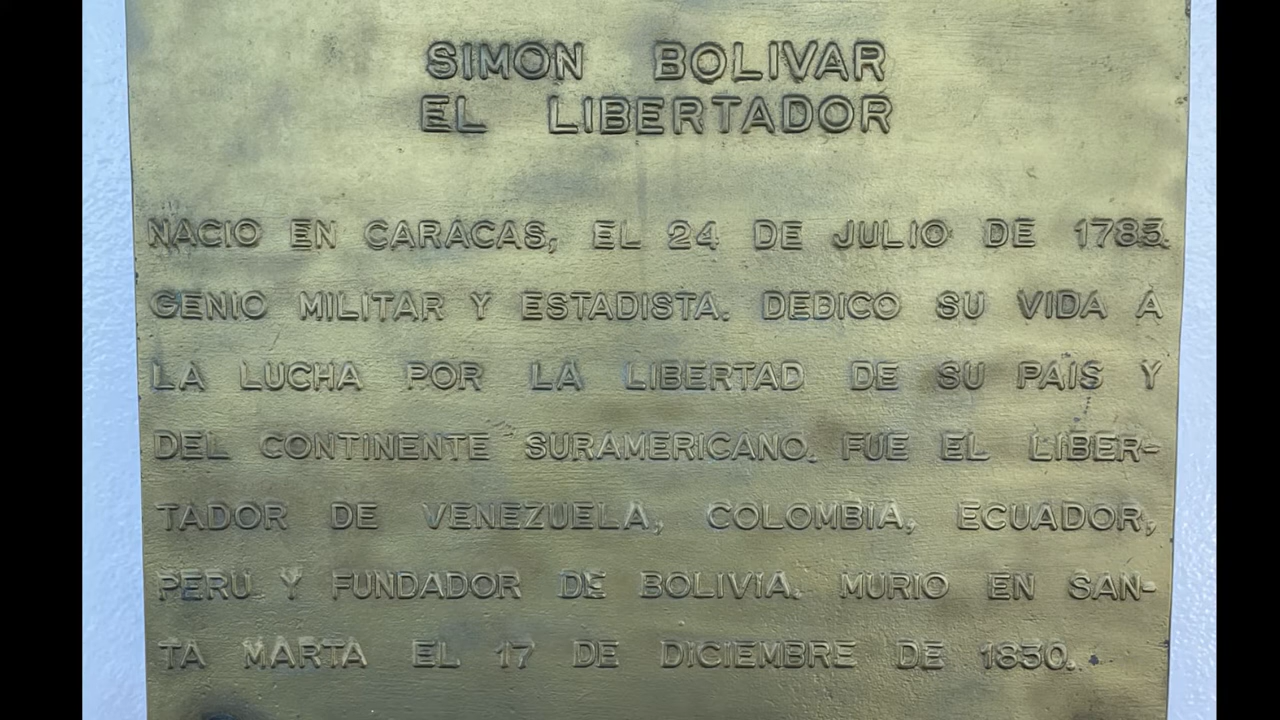 SIMON BOLIVAR
EL LIBERTADOR
NACIO EN CARACAS, EL 24 DE JULIO DE 1783.
GENIO MILITAR Y ESTADISTA. DEDICO SU VIDA A
LA LUCHA POR LA LIBERTAD DE SU PAIS Y
DEL CONTINENTE SURAMERICANO. FUE EL LIBER-
TADOR DE VENEZUELA, COLOMBIA, ECUADOR,
PERU Y FUNDADOR DE BOLIVIA. MURIO EN SAN-
TA MARTA EL 17 DE DICIEMBRE DE 1830.